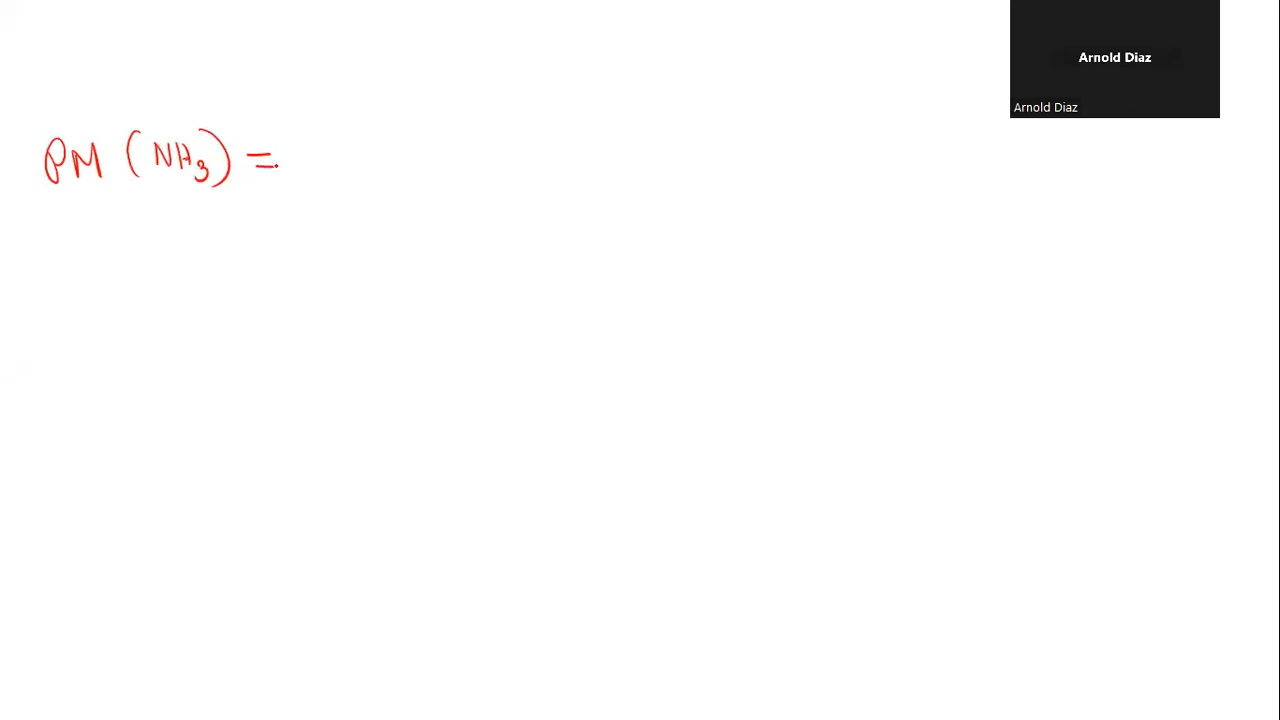 Arnold Diaz
Arnold Diaz
PM (NH₃) =